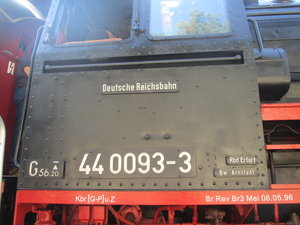 Deutsche Reichsbahn
G 56.20
44 0093-3
Rbd Erfurt
Bw Arnstadt
Kbr [G-P] u.Z
Br Rev Br3 Mei 08.05.96